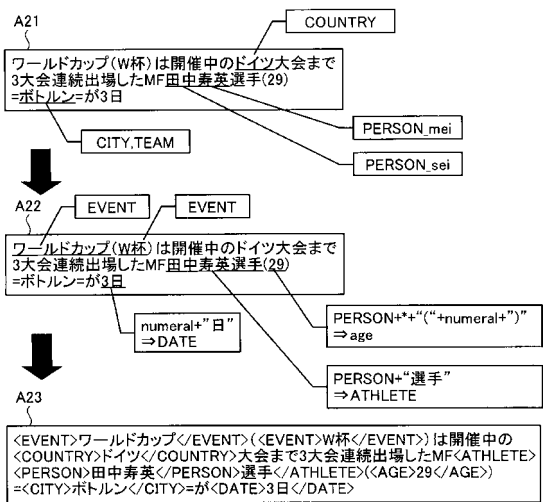 A21
COUNTRY
ワールドカップ(W杯)は開催中のドイツ大会まで
3大会連続出場したMF田中寿英選手(29)
=ボトルン=が3日
PERSON_mei
CITY,TEAM
PERSON_sei
A22
EVENT
EVENT
ワールドカップ(W杯)は開催中のドイツ大会まで
3大会連続出場したMF田中寿英選手(29)
=ボトルン=が3日
numeral+“日”
⇒DATE
PERSON+*+“(“+numeral+”)”
⇒age
PERSON+“選手”
⇒ATHLETE
A23
<EVENT>ワールドカップ</EVENT>(<EVENT>W杯</EVENT>)は開催中の
<COUNTRY>ドイツ</COUNTRY>大会まで3大会連続出場したMF<ATHLETE>
<PERSON>田中寿英</PERSON>選手</ATHLETE>(<AGE>29</AGE>)
=<CITY>ボトルン</CITY>=が<DATE>3日</DATE>